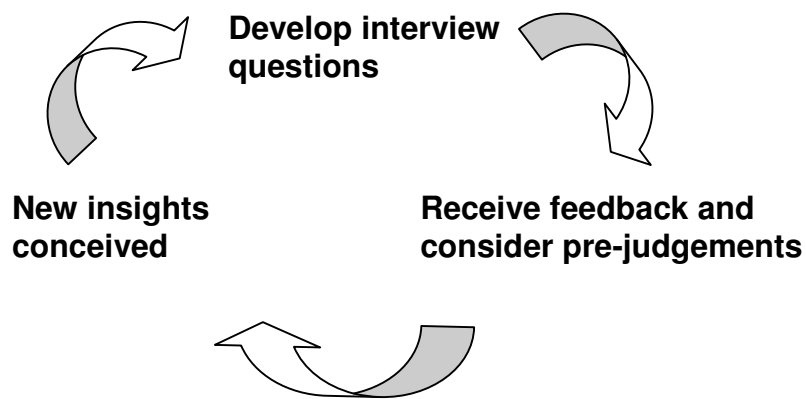 Develop interview
questions
New insights
conceived
Receive feedback and
consider pre-judgements